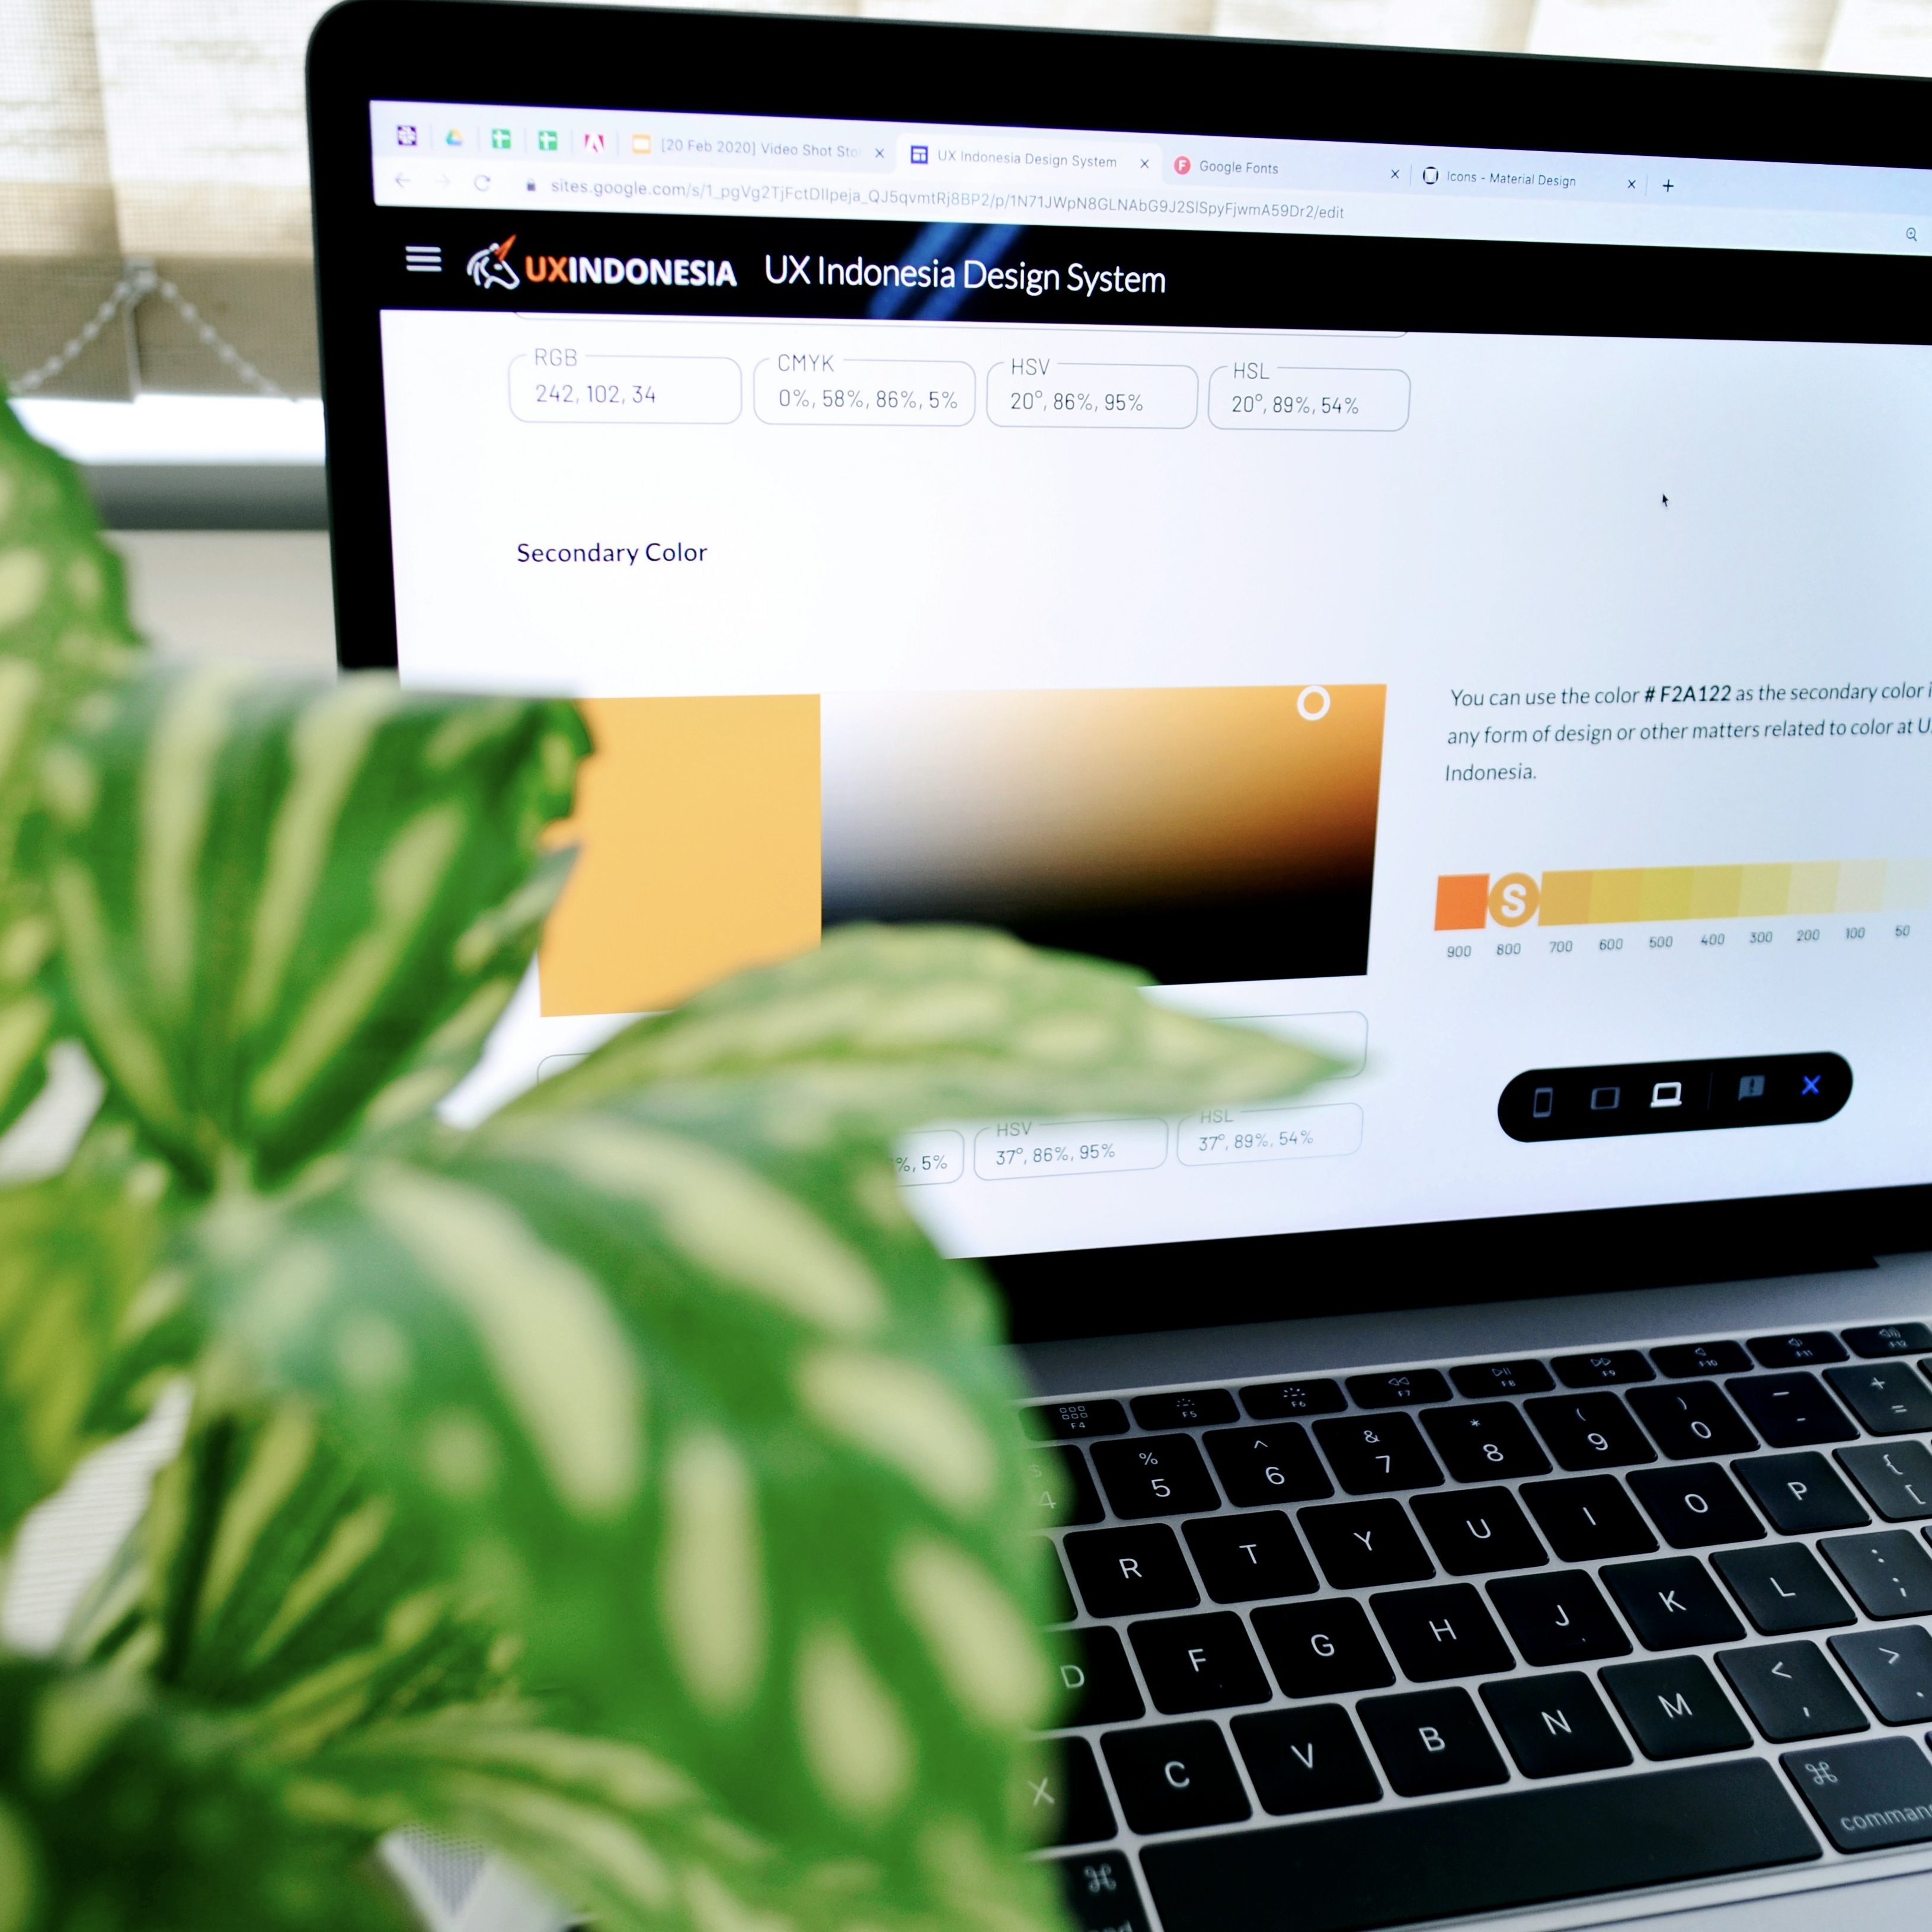 [20 Feb 2020] Video Shot Sto
UX Indonesia Design System
Google Fonts
Icons - Material Design
sites.google.com/s/1_pgVg2TjFctDIlpeja_QJ5qvmtRj8BP2/p/1N71JWpN8GLNAbG9J2SlSpyFjwmA59Dr2/edit
UXINDONESIA UX Indonesia Design System
RGB
242, 102, 34
CMYK
0%, 58%, 86%, 5%
HSV
20°, 86%, 95%
HSL
20°, 89%, 54%
Secondary Color
You can use the color # F2A122 as the secondary color
any form of design or other matters related to color at
Indonesia.
S
900 800 700 600 500 400 300 200 100 50
%, 5%
HSV
37°, 86%, 95%
HSL
37°, 89%, 54%
F4 F5 F6 F7 F8 F9 F10 F11 F12
% ^ & * ( ) _ +
4 5 6 7 8 9 0 - =
R T Y U I O P { [
D F G H J K L : ;
X C V B N M < , > .
⌘ ⌘
command